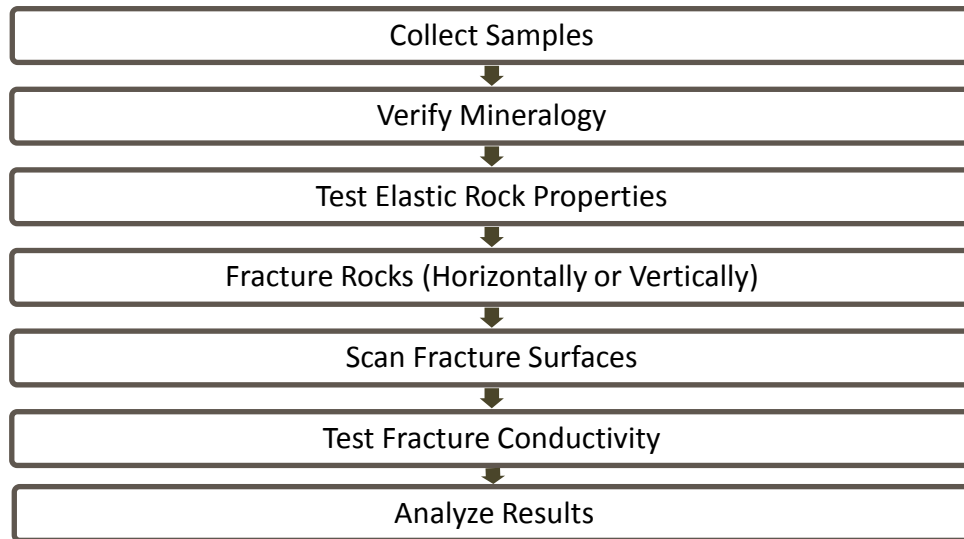 Collect Samples
Verify Mineralogy
Test Elastic Rock Properties
Fracture Rocks (Horizontally or Vertically)
Scan Fracture Surfaces
Test Fracture Conductivity
Analyze Results